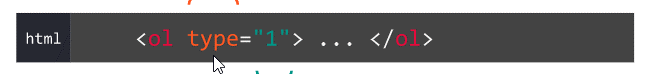 html <ol type="1"> ... </ol>